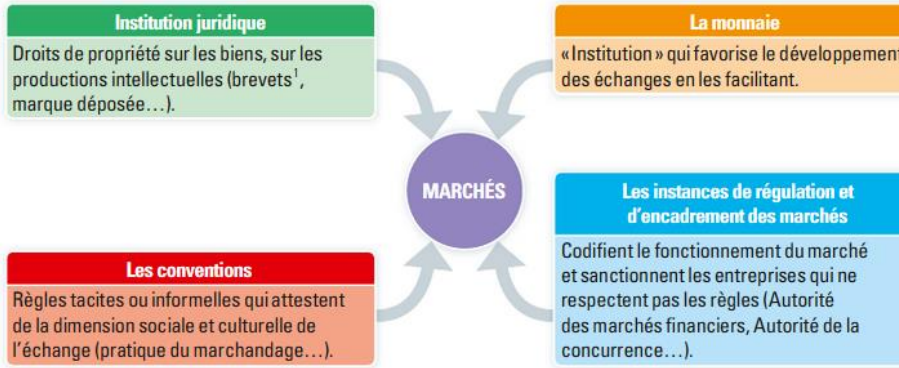 Institution juridique
Droits de propriété sur les biens, sur les
productions intellectuelles (brevets¹,
marque déposée…).
La monnaie
«Institution» qui favorise le développement
des échanges en les facilitant.
MARCHÉS
Les conventions
Règles tacites ou informelles qui attestent
de la dimension sociale et culturelle de
l'échange (pratique du marchandage…).
Les instances de régulation et
d'encadrement des marchés
Codifient le fonctionnement du marché
et sanctionnent les entreprises qui ne
respectent pas les règles (Autorité
des marchés financiers, Autorité de la
concurrence…).